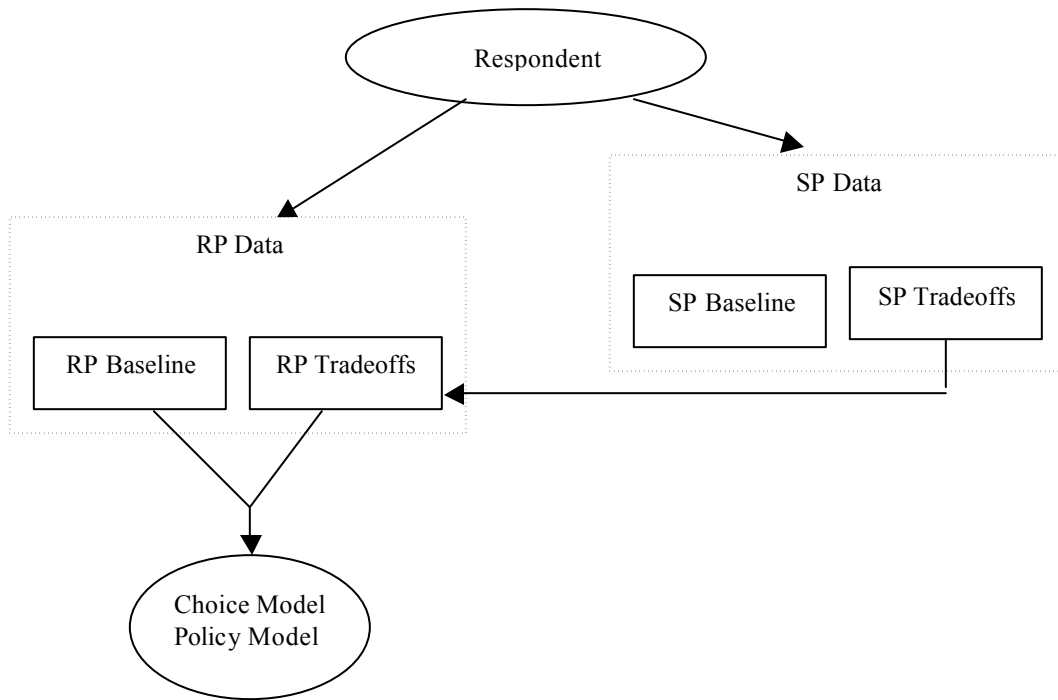 Respondent
SP Data
RP Data
SP Baseline
SP Tradeoffs
RP Baseline
RP Tradeoffs
Choice Model
Policy Model